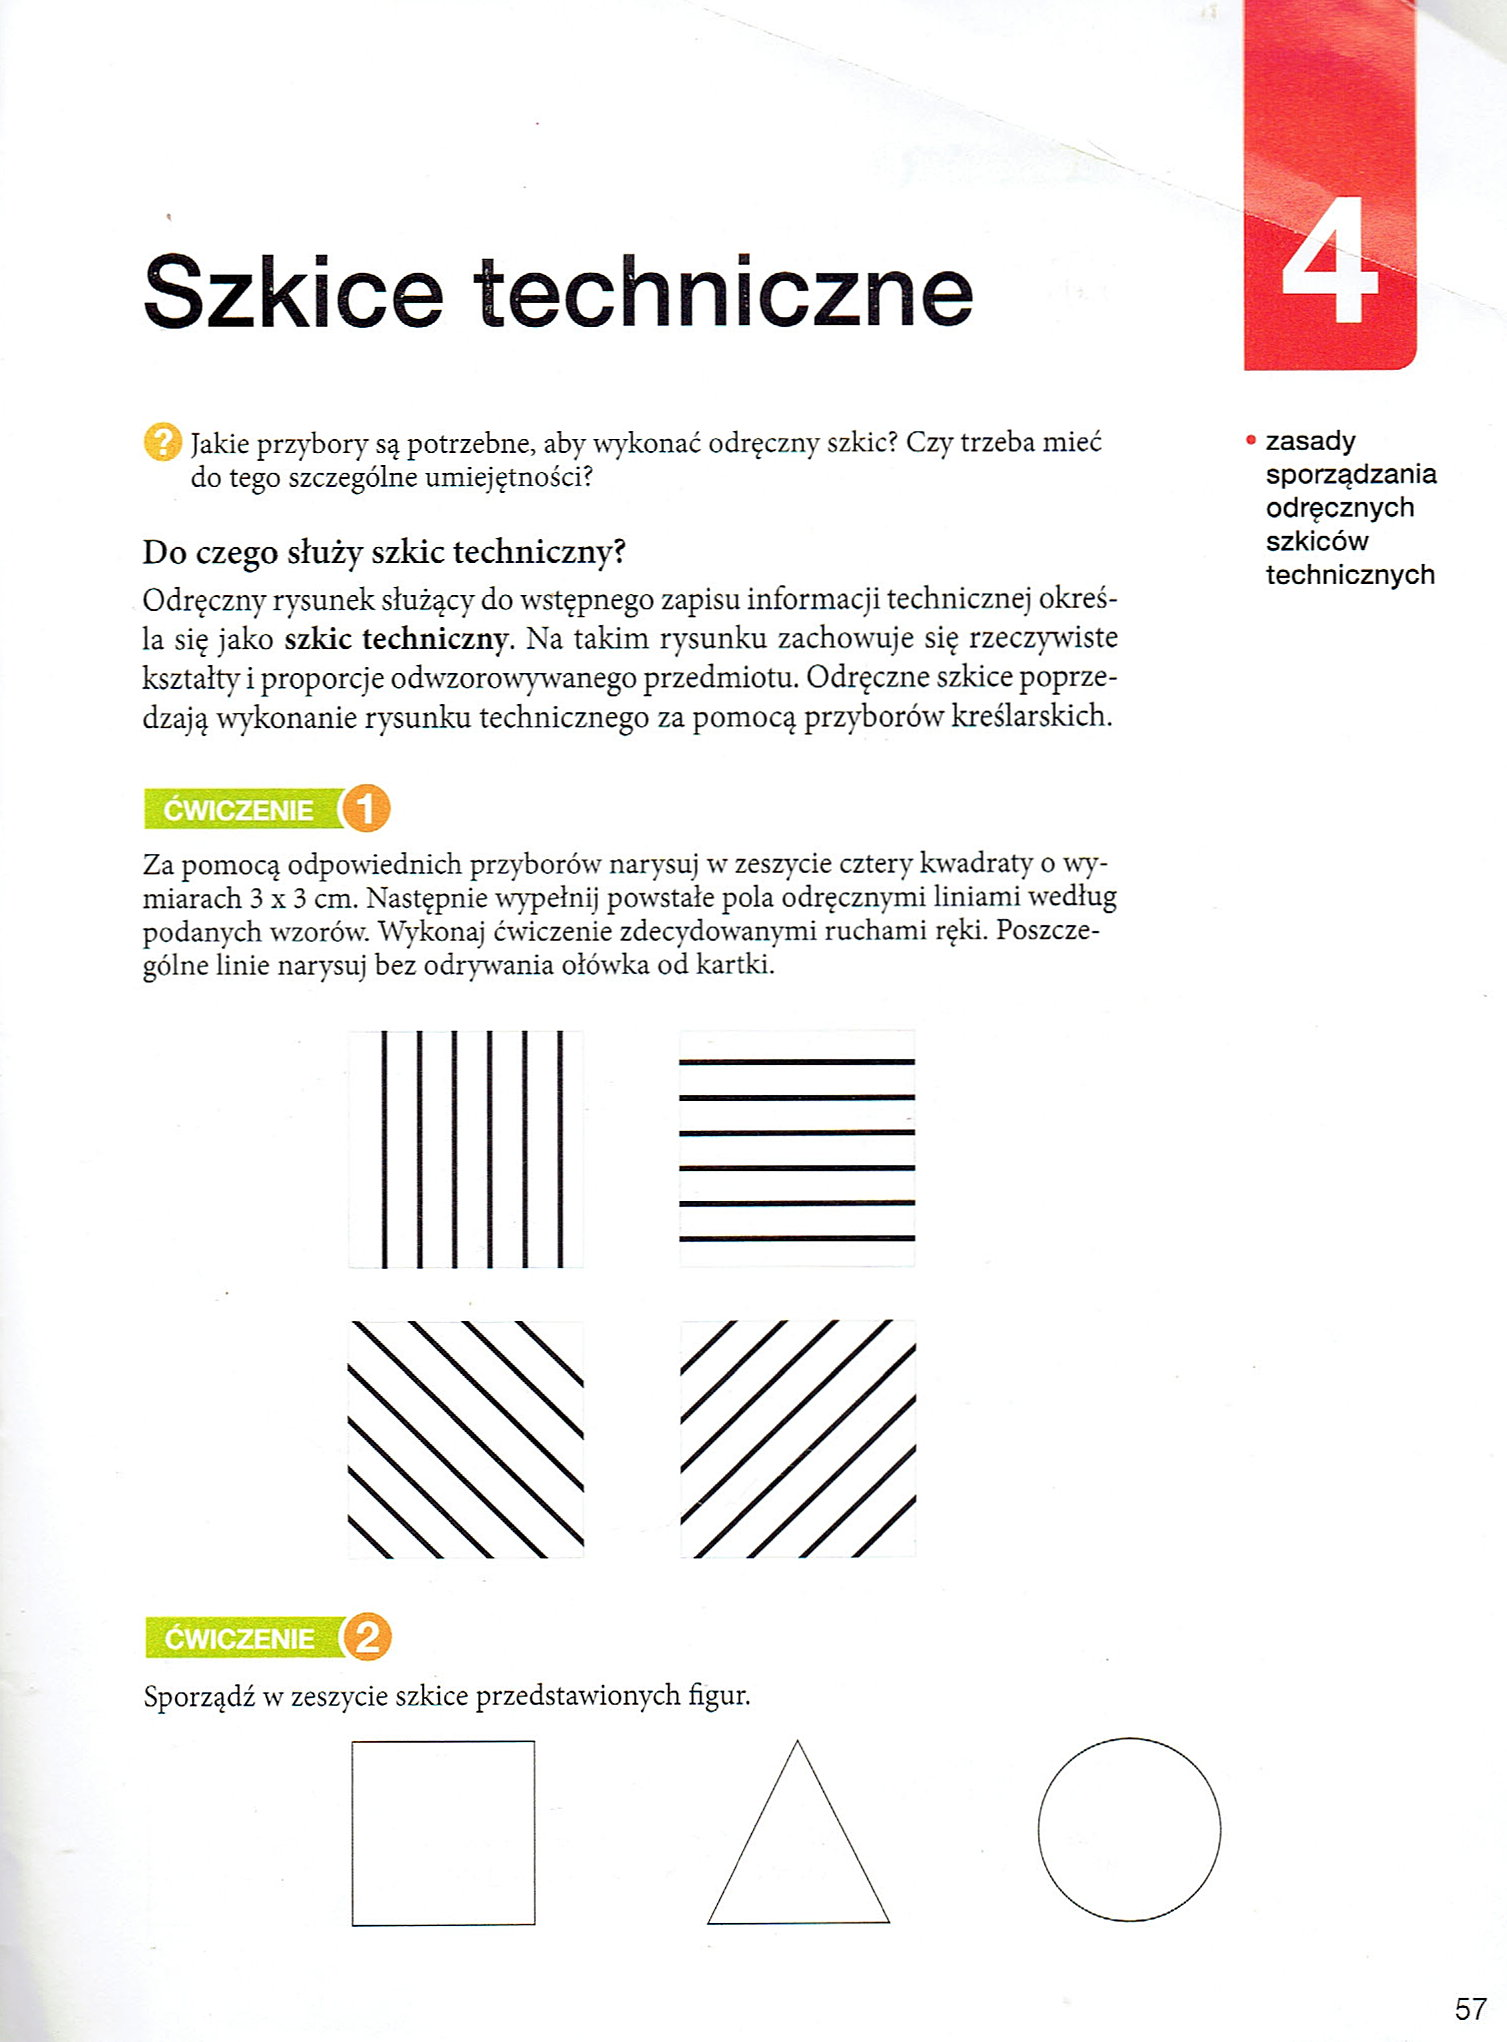 4
Szkice techniczne
? Jakie przybory są potrzebne, aby wykonać odręczny szkic? Czy trzeba mieć
do tego szczególne umiejętności?
• zasady
sporządzania
odręcznych
szkiców
technicznych
Do czego służy szkic techniczny?
Odręczny rysunek służący do wstępnego zapisu informacji technicznej okreś-
la się jako szkic techniczny. Na takim rysunku zachowuje się rzeczywiste
kształty i proporcje odwzorowywanego przedmiotu. Odręczne szkice poprze-
dzają wykonanie rysunku technicznego za pomocą przyborów kreślarskich.
ĆWICZENIE 1
Za pomocą odpowiednich przyborów narysuj w zeszycie cztery kwadraty o wy-
miarach 3 x 3 cm. Następnie wypełnij powstałe pola odręcznymi liniami według
podanych wzorów. Wykonaj ćwiczenie zdecydowanymi ruchami ręki. Poszcze-
gólne linie narysuj bez odrywania ołówka od kartki.
ĆWICZENIE 2
Sporządź w zeszycie szkice przedstawionych figur.
57